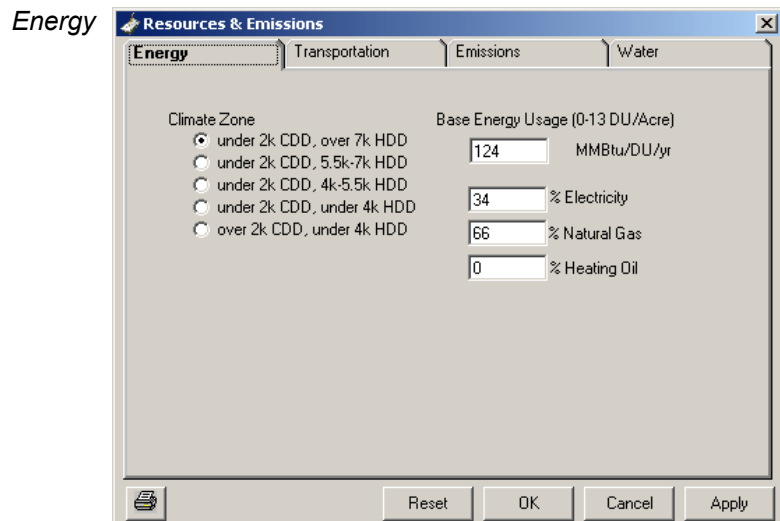 Energy
Resources & Emissions
Energy
Transportation
Emissions
Water
Climate Zone
under 2k CDD, over 7k HDD
under 2k CDD, 5.5k-7k HDD
under 2k CDD, 4k-5.5k HDD
under 2k CDD, under 4k HDD
over 2k CDD, under 4k HDD
Base Energy Usage (0-13 DU/Acre)
124 MMBtu/DU/yr
34 % Electricity
66 % Natural Gas
0 % Heating Oil
Reset
OK
Cancel
Apply